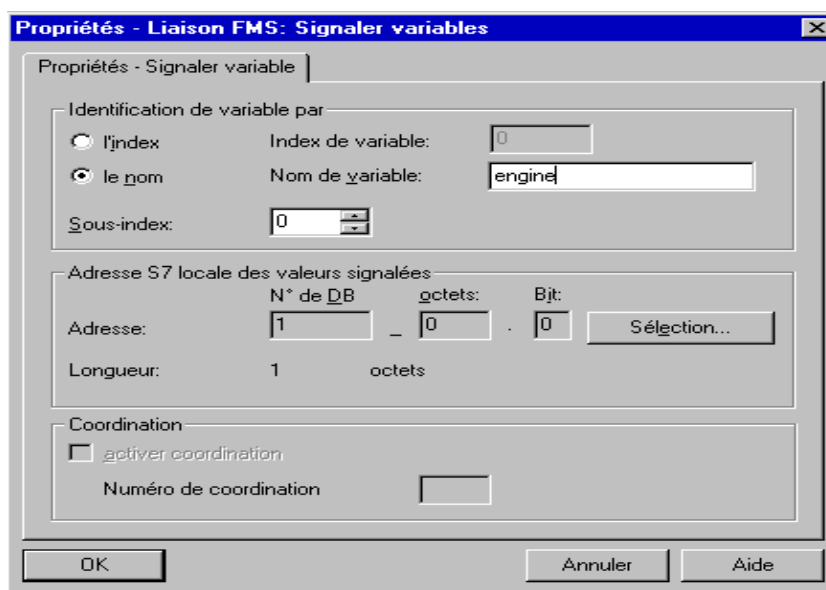 Propriétés - Liaison FMS: Signaler variables
Propriétés - Signaler variable
Identification de variable par
l'index Index de variable: 0
le nom Nom de variable: engine
Sous-index: 0
Adresse S7 locale des valeurs signalées
N° de DB octets: Bit:
Adresse: 1 _ 0 . 0 Sélection...
Longueur: 1 octets
Coordination
activer coordination
Numéro de coordination
OK Annuler Aide